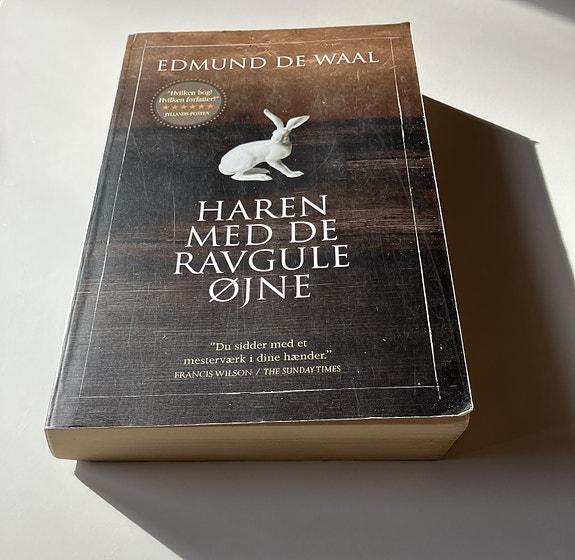 EDMUND DE WAAL
"Hvilken bog!
Hvilken forfatter!"
★★★★★★
JYLLANDS-POSTEN
HAREN
MED DE
RAVGULE
ØJNE
"Du sidder med et
mesterværk i dine hænder."
FRANCIS WILSON / THE SUNDAY TIMES